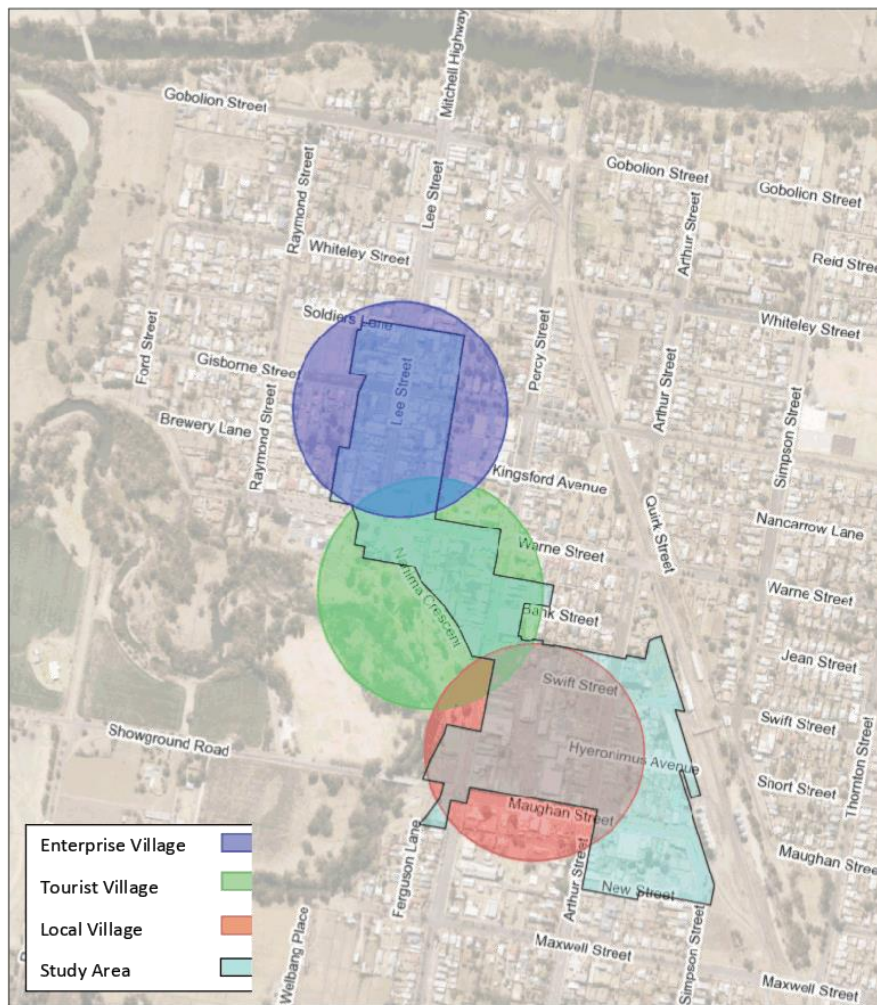 Mitchell Highway
Gobolion Street
Lee Street
Raymond Street
Gobolion Street
Gobolion Street
Arthur Street
Whiteley Street
Reid Stree
Soldiers Lane
Percy Street
Whiteley Street
Ford Street
Gisborne Street
Lee Street
Arthur Street
Simpson Street
Brewery Lane
Raymond Street
Kingsford Avenue
Quirk Street
Nancarrow Lane
Warne Street
Warne Street
Nanima Crescent
Bank Street
Jean Street
Swift Street
Swift Street
Showground Road
Hyeronimus Avenue
Short Street
Thornton Street
Maughan Street
Maughan Stree
Enterprise Village
Tourist Village
Local Village
Study Area
Ferguson Lane
Arthur Street
New Street
Simpson Street
Welbang Place
Maxwell Street
Maxwell Street